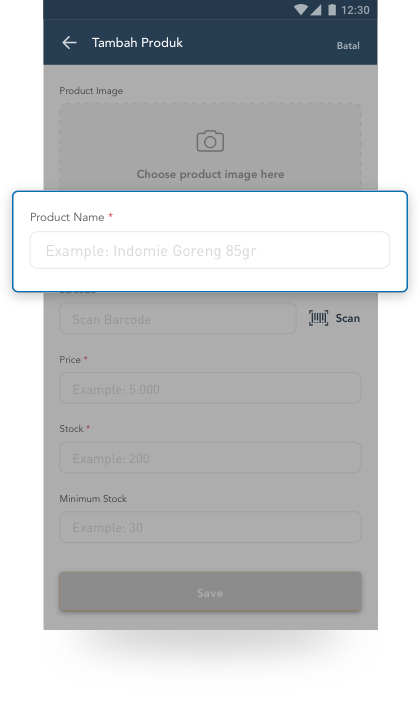 12:30
Tambah Produk
Batal
Product Image
Choose product image here
Product Name *
Example: Indomie Goreng 85gr
Barcode
Scan Barcode
Scan
Price *
Example: 5.000
Stock *
Example: 200
Minimum Stock
Example: 30
Save